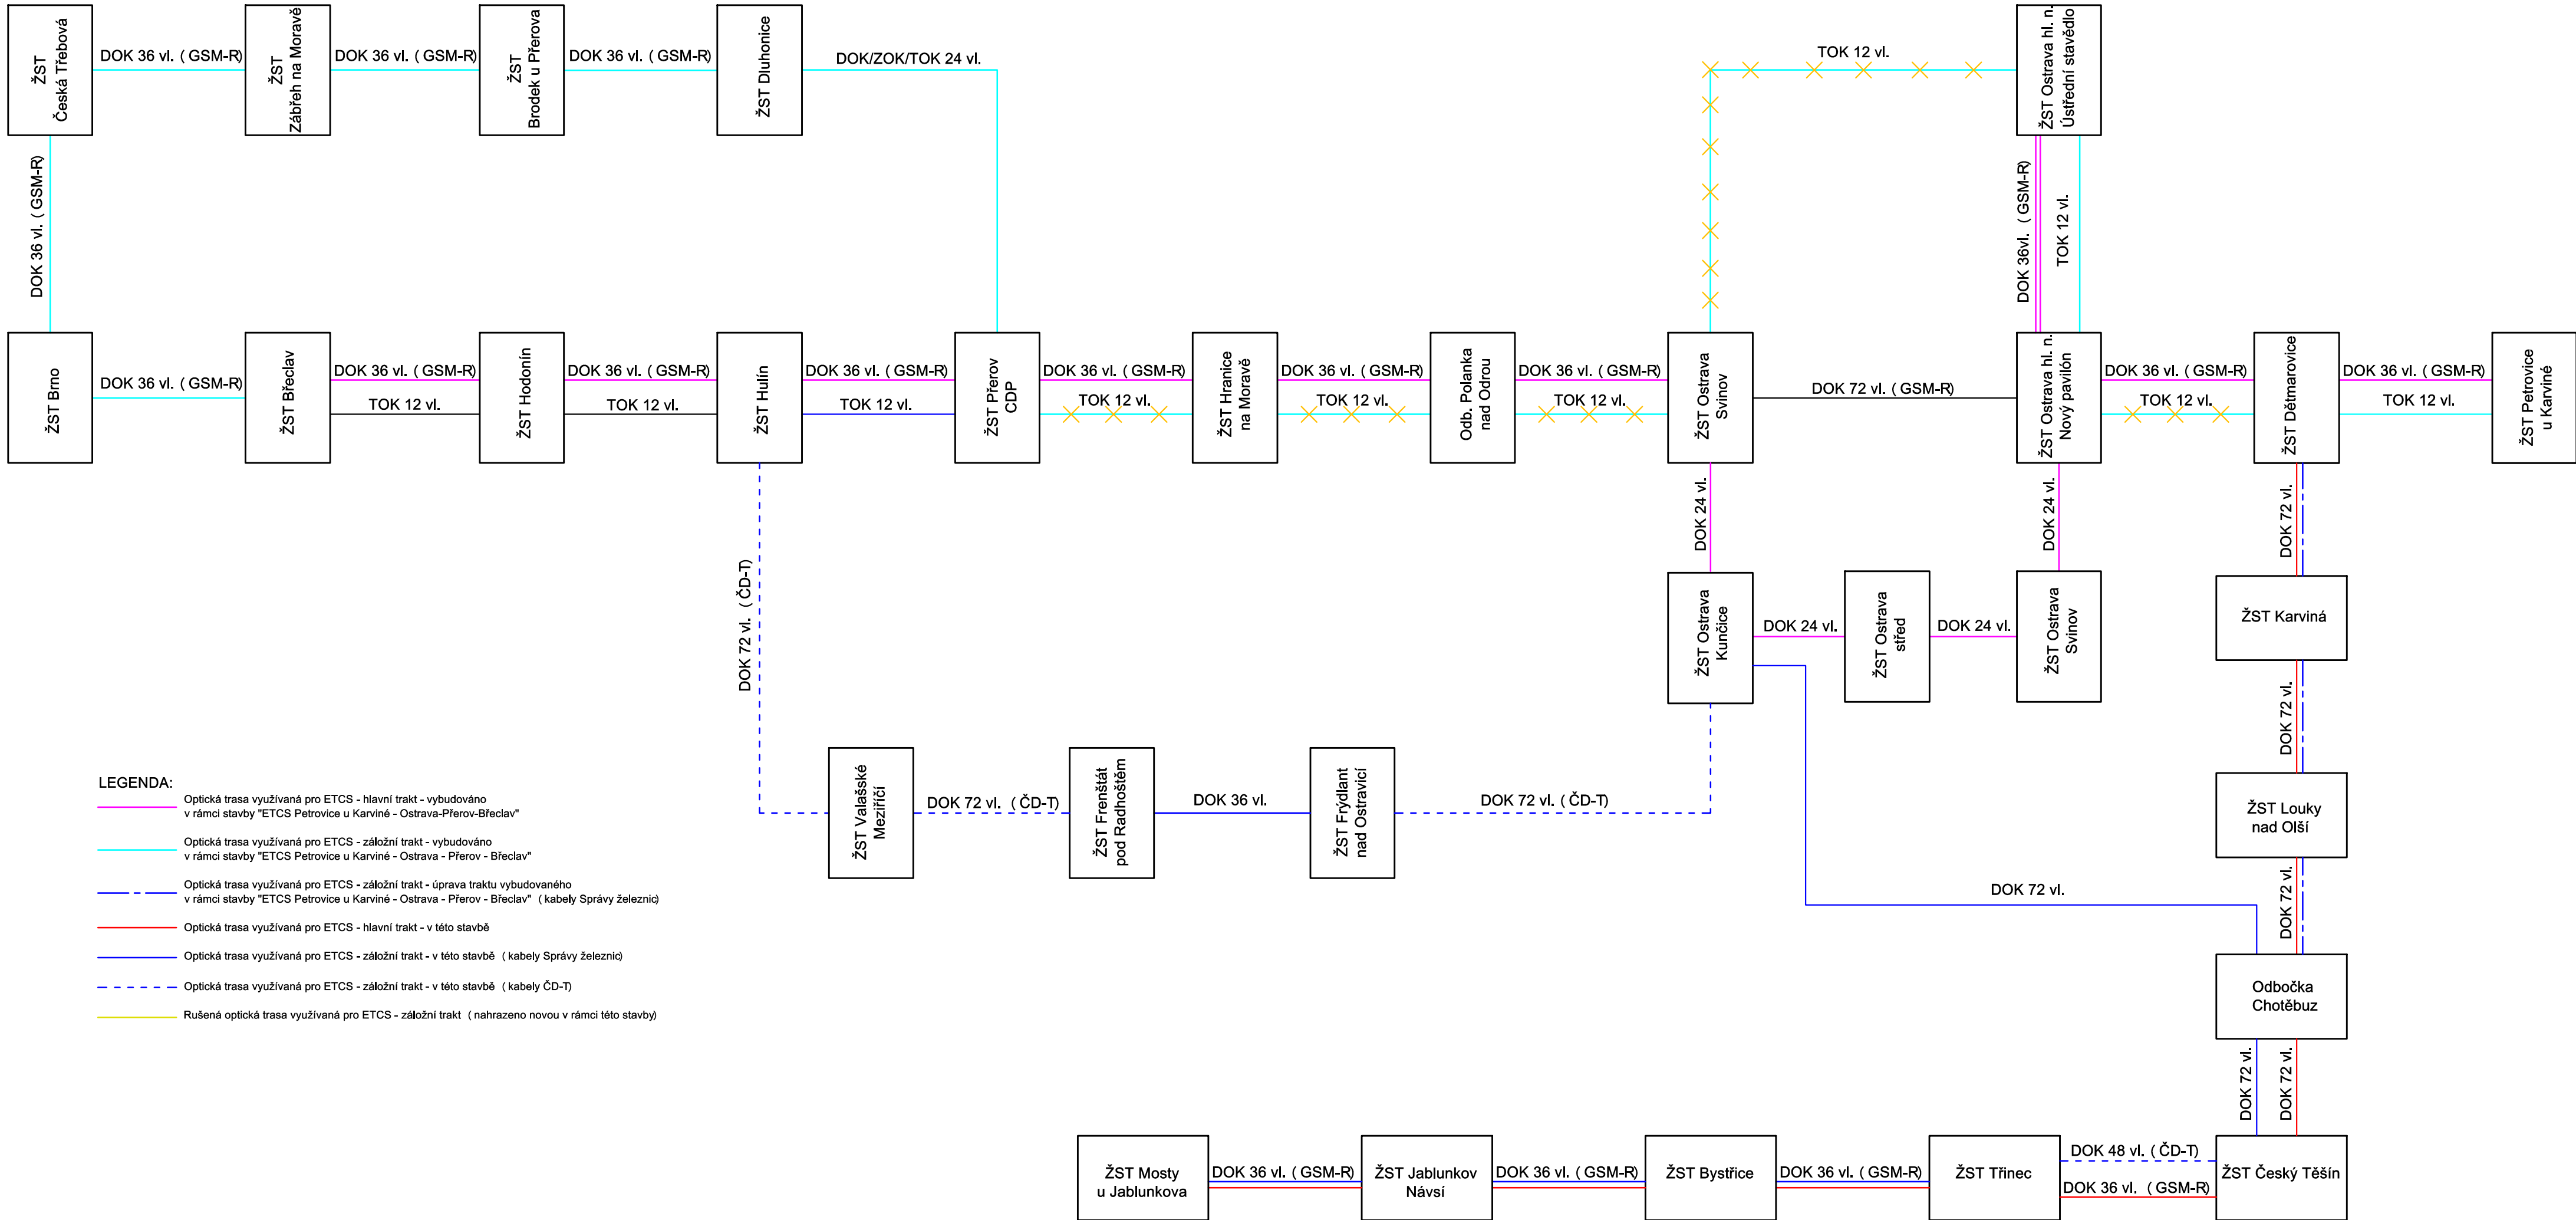 ŽST
Česká Třebová
DOK 36 vl. ( GSM-R)
ŽST
Zábřeh na Moravě
DOK 36 vl. ( GSM-R)
ŽST
Brodek u Přerova
DOK 36 vl. ( GSM-R)
ŽST Dluhonice
DOK/ZOK/TOK 24 vl.
TOK 12 vl.
ŽST Ostrava hl. n.
Ústřední stavědlo
DOK 36 vl. ( GSM-R)
DOK 36vl. ( GSM-R)
TOK 12 vl.
ŽST Brno
DOK 36 vl. ( GSM-R)
ŽST Břeclav
DOK 36 vl. ( GSM-R)
TOK 12 vl.
ŽST Hodonín
DOK 36 vl. ( GSM-R)
TOK 12 vl.
ŽST Hulín
DOK 36 vl. ( GSM-R)
TOK 12 vl.
ŽST Přerov
CDP
DOK 36 vl. ( GSM-R)
TOK 12 vl.
ŽST Hranice
na Moravě
DOK 36 vl. ( GSM-R)
TOK 12 vl.
Odb. Polanka
nad Odrou
DOK 36 vl. ( GSM-R)
TOK 12 vl.
ŽST Ostrava
Svinov
DOK 72 vl. ( GSM-R)
ŽST Ostrava hl. n.
Nový pavilón
DOK 36 vl. ( GSM-R)
TOK 12 vl.
ŽST Dětmarovice
DOK 36 vl. ( GSM-R)
TOK 12 vl.
ŽST Petrovice
u Karviné
DOK 72 vl. ( ČD-T)
DOK 24 vl.
DOK 24 vl.
DOK 72 vl.
ŽST Ostrava
Kunčice
DOK 24 vl.
ŽST Ostrava
střed
DOK 24 vl.
ŽST Ostrava
Svinov
ŽST Karviná
DOK 72 vl.
ŽST Valašské
Meziříčí
DOK 72 vl. ( ČD-T)
ŽST Frenštát
pod Radhoštěm
DOK 36 vl.
ŽST Frýdlant
nad Ostravicí
DOK 72 vl. ( ČD-T)
ŽST Louky
nad Olší
DOK 72 vl.
DOK 72 vl.
Odbočka
Chotěbuz
DOK 72 vl.
DOK 72 vl.
LEGENDA:
Optická trasa využívaná pro ETCS - hlavní trakt - vybudováno
v rámci stavby "ETCS Petrovice u Karviné - Ostrava-Přerov-Břeclav"
Optická trasa využívaná pro ETCS - záložní trakt - vybudováno
v rámci stavby "ETCS Petrovice u Karviné - Ostrava - Přerov - Břeclav"
Optická trasa využívaná pro ETCS - záložní trakt - úprava traktu vybudovaného
v rámci stavby "ETCS Petrovice u Karviné - Ostrava - Přerov - Břeclav" ( kabely Správy železnic)
Optická trasa využívaná pro ETCS - hlavní trakt - v této stavbě
Optická trasa využívaná pro ETCS - záložní trakt - v této stavbě ( kabely Správy železnic)
Optická trasa využívaná pro ETCS - záložní trakt - v této stavbě ( kabely ČD-T)
Rušená optická trasa využívaná pro ETCS - záložní trakt ( nahrazeno novou v rámci této stavby)
ŽST Mosty
u Jablunkova
DOK 36 vl. ( GSM-R)
ŽST Jablunkov
Návsí
DOK 36 vl. ( GSM-R)
ŽST Bystřice
DOK 36 vl. ( GSM-R)
ŽST Třinec
DOK 48 vl. ( ČD-T)
DOK 36 vl. ( GSM-R)
ŽST Český Těšín